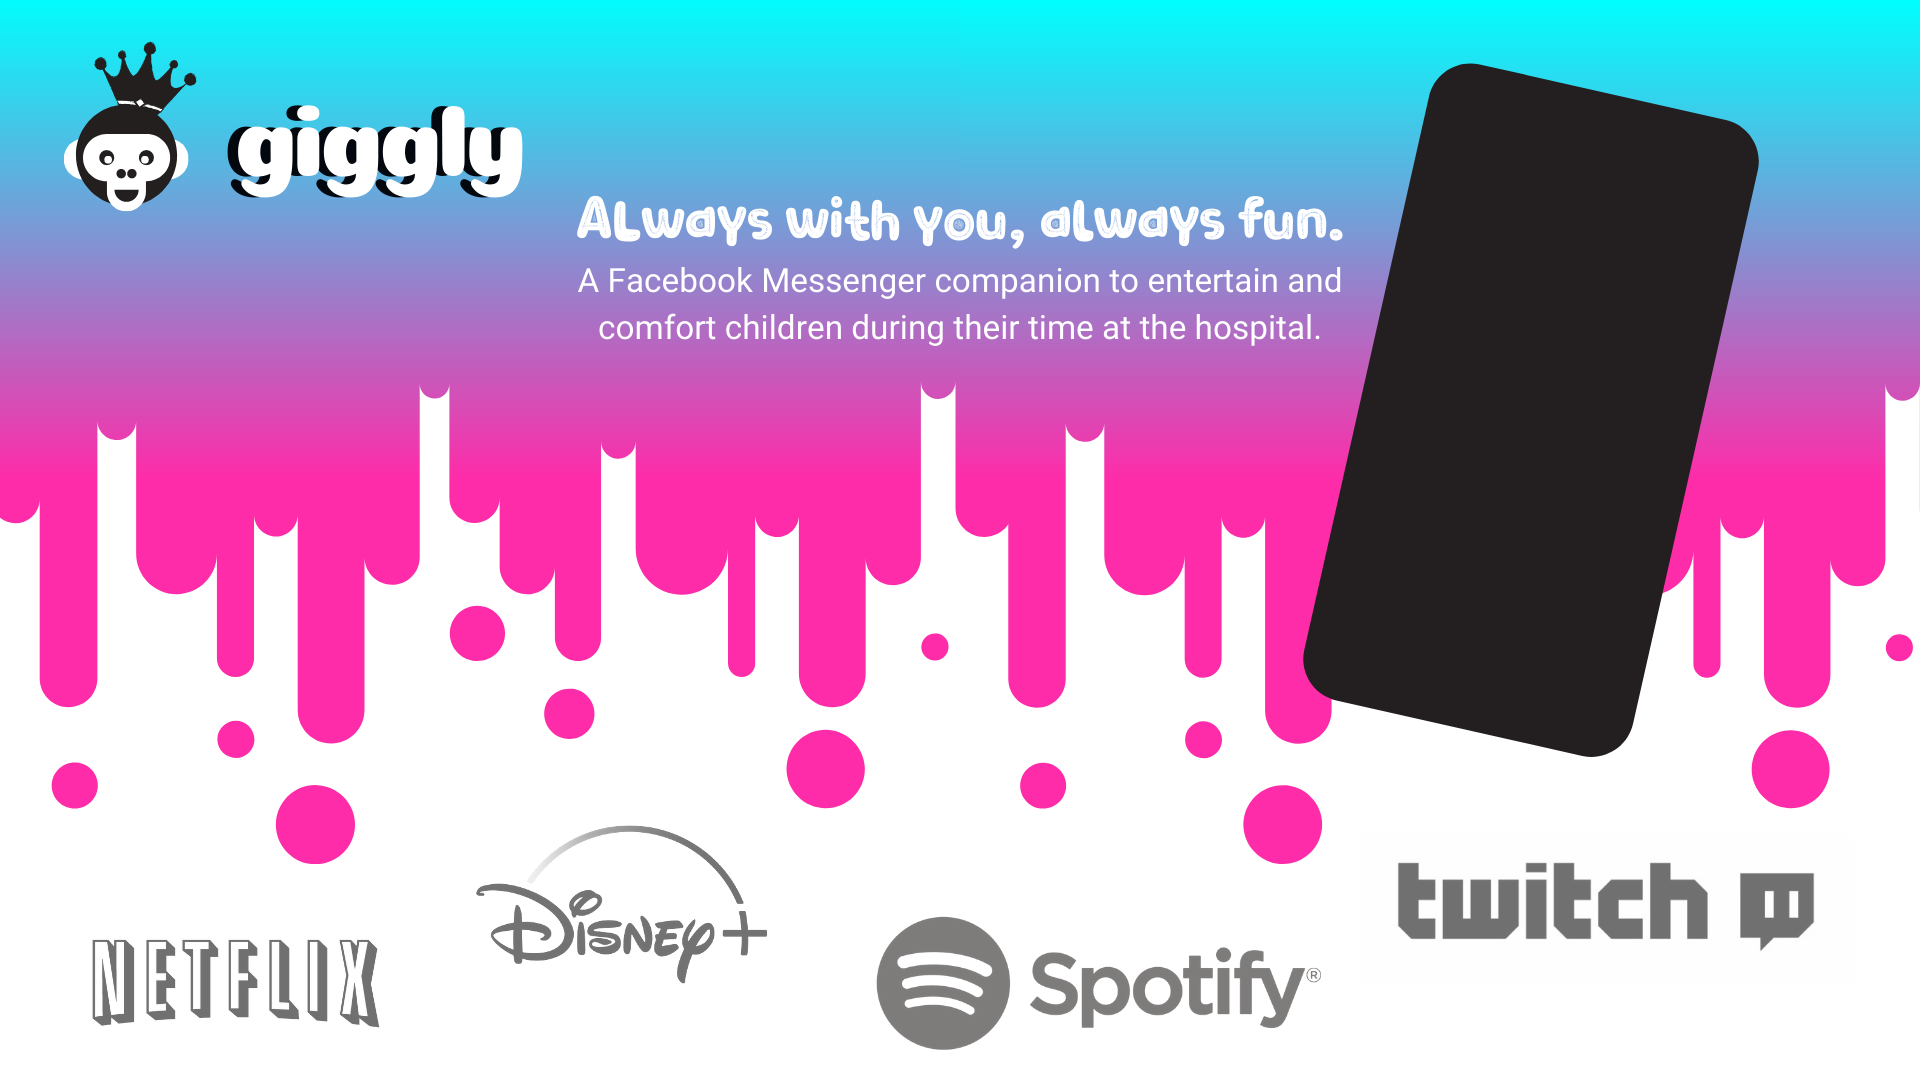 giggly
Always with you, always fun.
A Facebook Messenger companion to entertain and
comfort children during their time at the hospital.
NETFLIX
Disney+
Spotify®
twitch